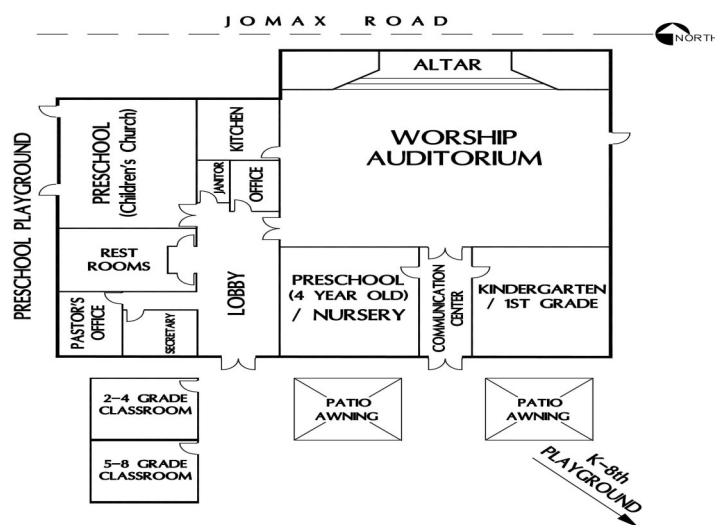 JOMAX ROAD
NORTH
ALTAR
WORSHIP
AUDITORIUM
KITCHEN
JANITOR
OFFICE
PRESCHOOL
(Children's Church)
PRESCHOOL PLAYGROUND
REST
ROOMS
PASTOR'S
OFFICE
SECRETARY
LOBBY
PRESCHOOL
(4 YEAR OLD)
/ NURSERY
COMMUNICATION
CENTER
KINDERGARTEN
/ 1ST GRADE
2-4 GRADE
CLASSROOM
5-8 GRADE
CLASSROOM
PATIO
AWNING
PATIO
AWNING
K-8th
PLAYGROUND